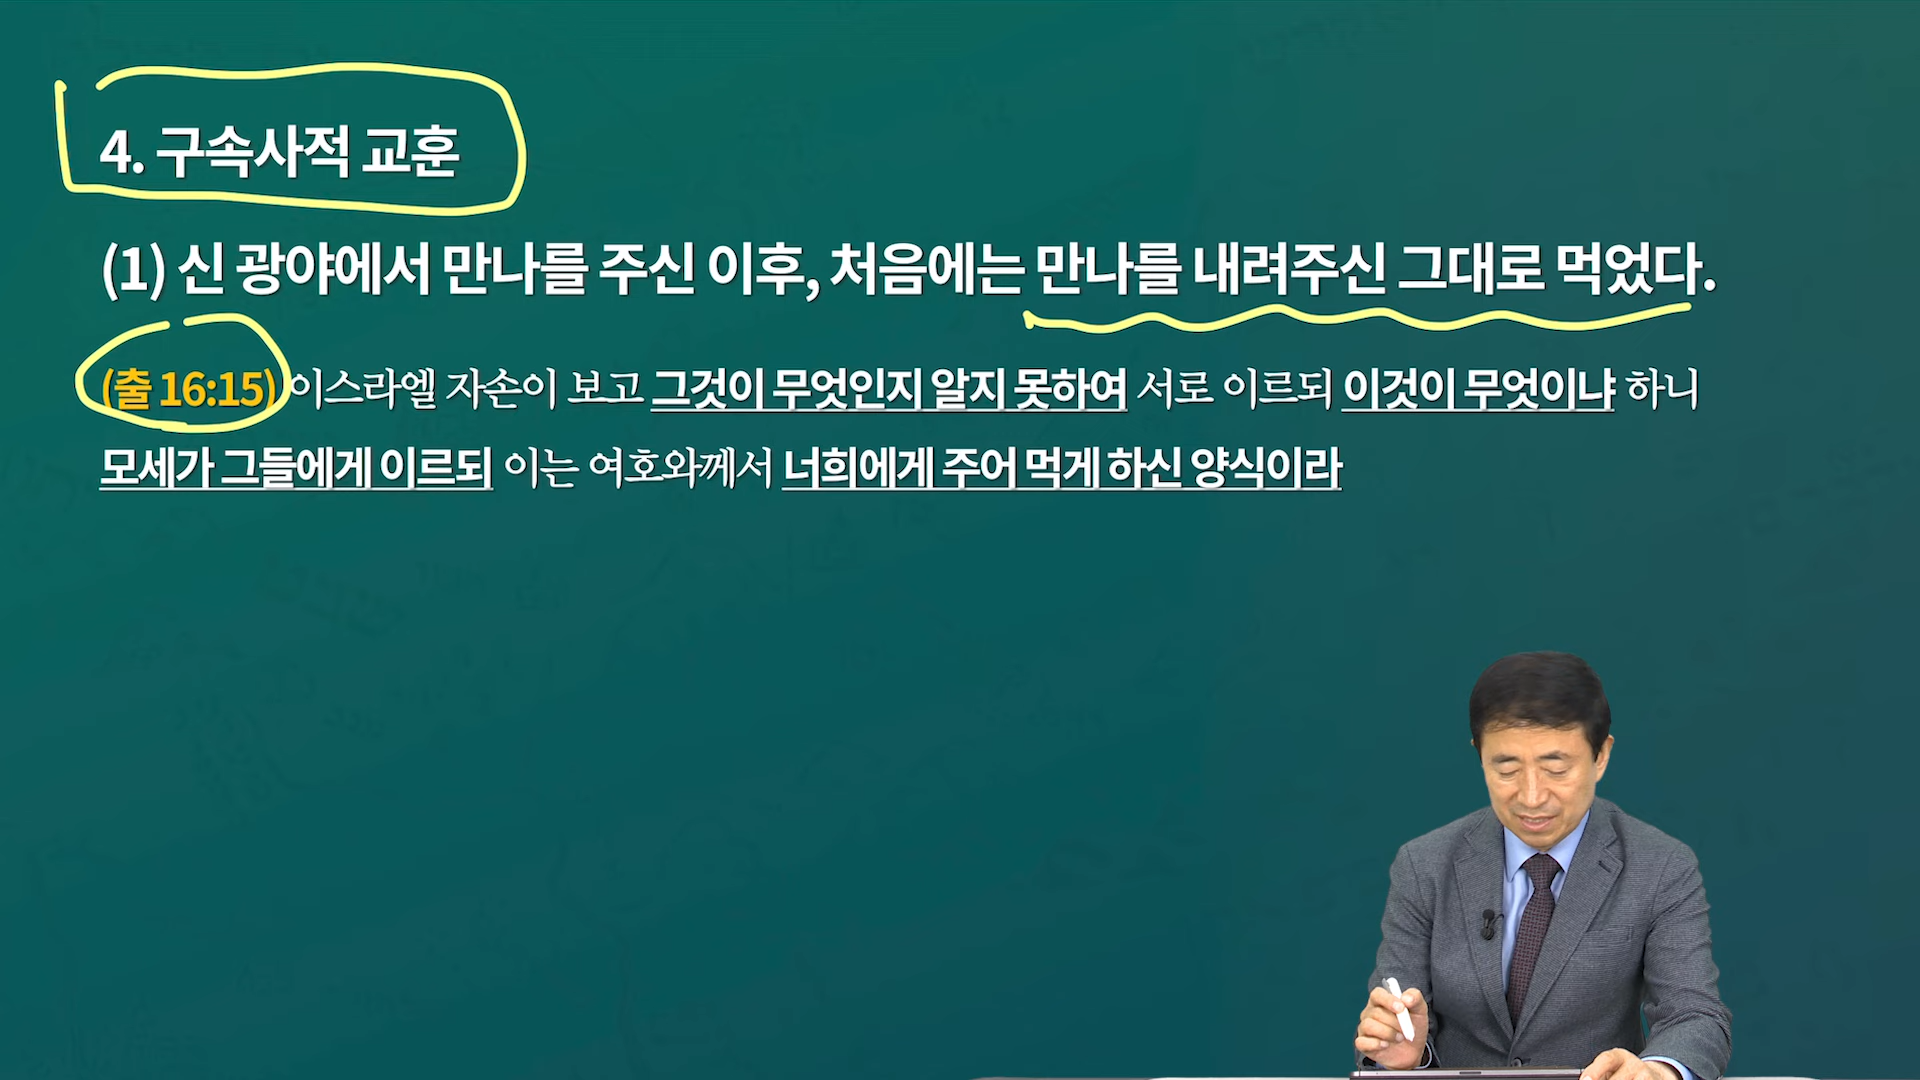 4. 구속사적 교훈
(1) 신 광야에서 만나를 주신 이후, 처음에는 만나를 내려주신 그대로 먹었다.
(출 16:15) 이스라엘 자손이 보고 그것이 무엇인지 알지 못하여 서로 이르되 이것이 무엇이냐 하니
모세가 그들에게 이르되 이는 여호와께서 너희에게 주어 먹게 하신 양식이라